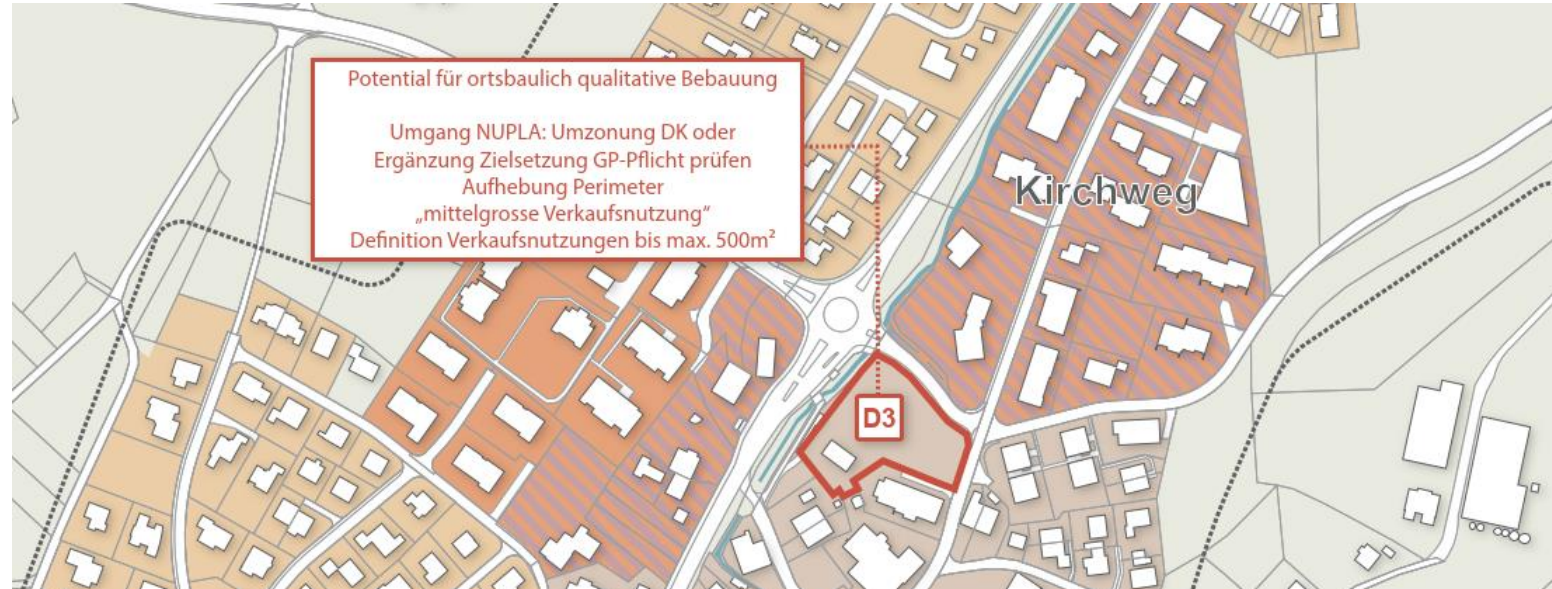 Potential für ortsbaulich qualitative Bebauung
Umgang NUPLA: Umzonung DK oder
Ergänzung Zielsetzung GP-Pflicht prüfen
Aufhebung Perimeter
„mittelgrosse Verkaufsnutzung“
Definition Verkaufsnutzungen bis max. 500m²
Kirchweg
D3